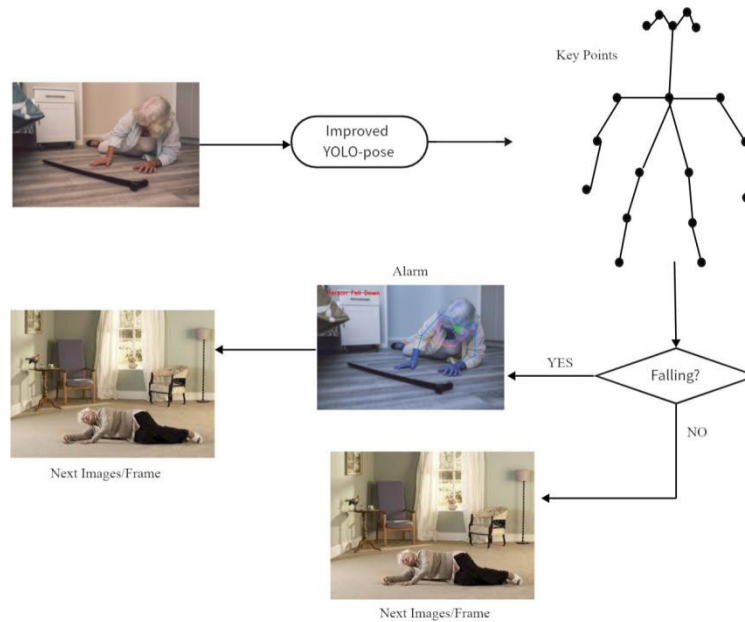 Key Points
Improved
YOLO-pose
Alarm
Person Fell Down
YES
Falling?
NO
Next Images/Frame
Next Images/Frame